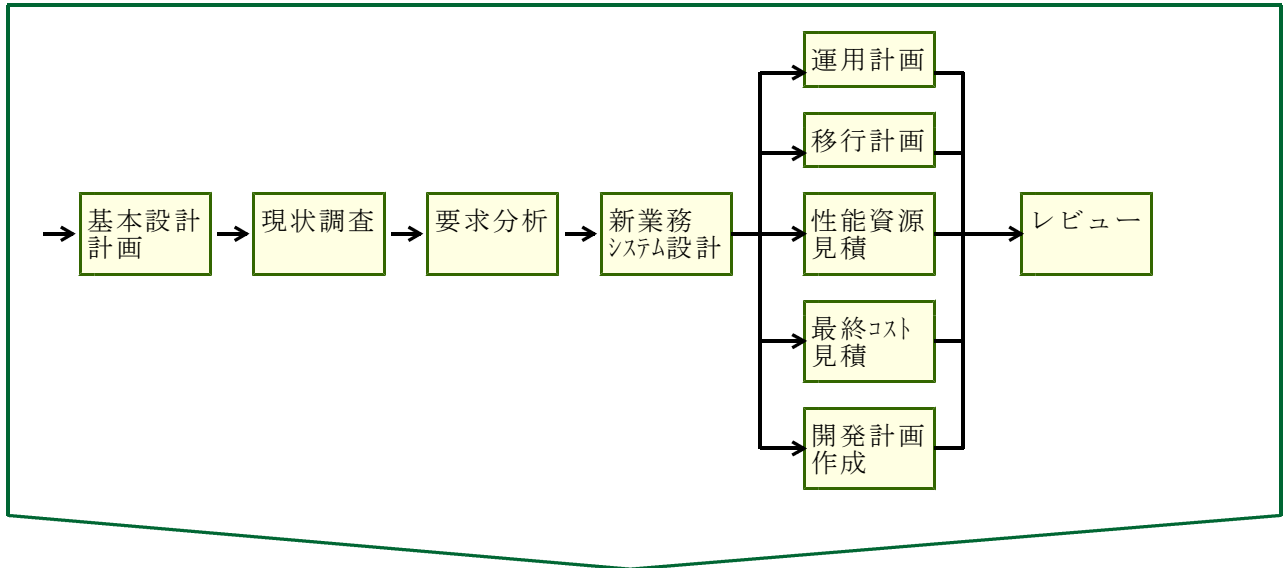 運用計画
移行計画
基本設計
計画
現状調査
要求分析
新業務
ｼｽﾃﾑ設計
性能資源
見積
レビュー
最終ｺｽﾄ
見積
開発計画
作成